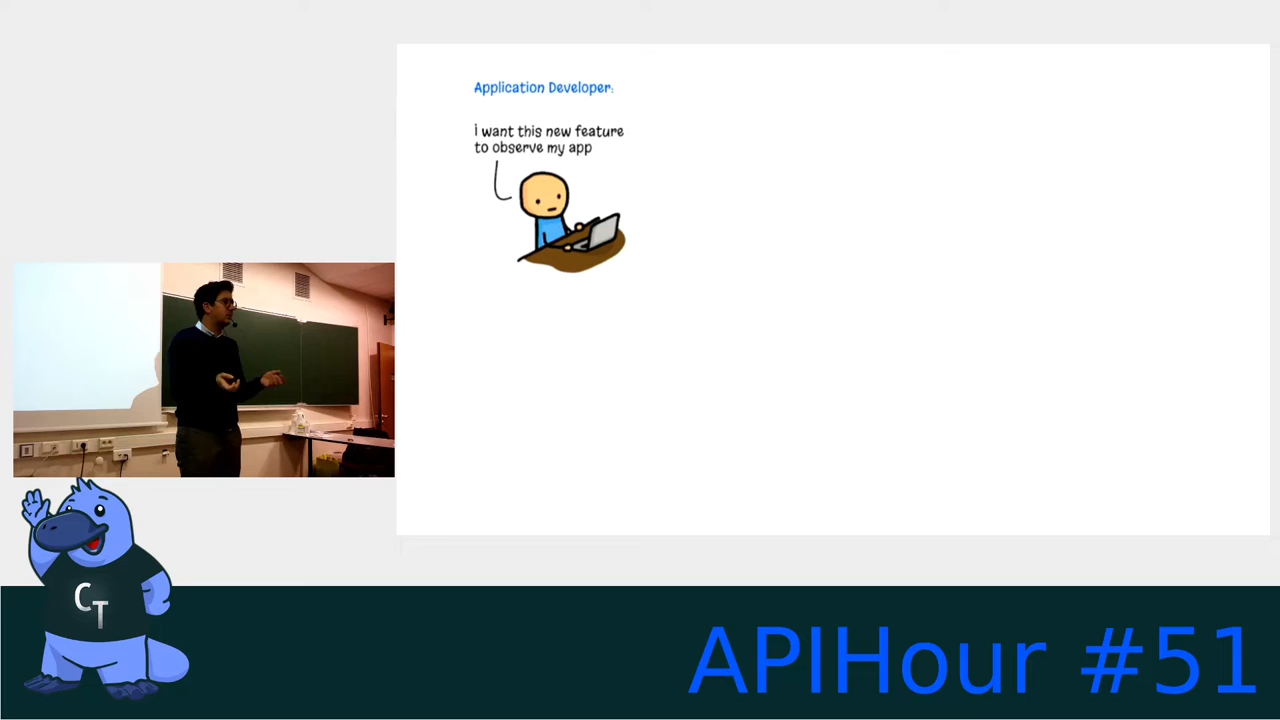 Application Developer:
i want this new feature
to observe my app
CT
APIHour #51